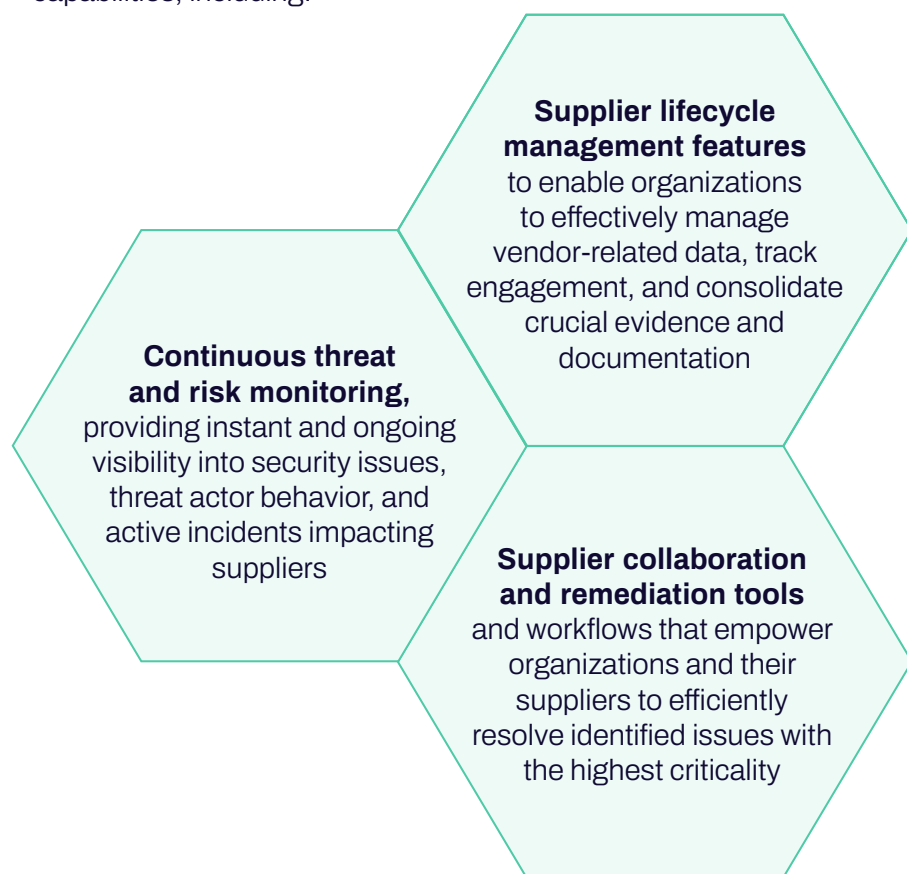 capabilities, including:
Supplier lifecycle
management features
to enable organizations
to effectively manage
vendor-related data, track
engagement, and consolidate
crucial evidence and
documentation
Continuous threat
and risk monitoring,
providing instant and ongoing
visibility into security issues,
threat actor behavior, and
active incidents impacting
suppliers
Supplier collaboration
and remediation tools
and workflows that empower
organizations and their
suppliers to efficiently
resolve identified issues with
the highest criticality